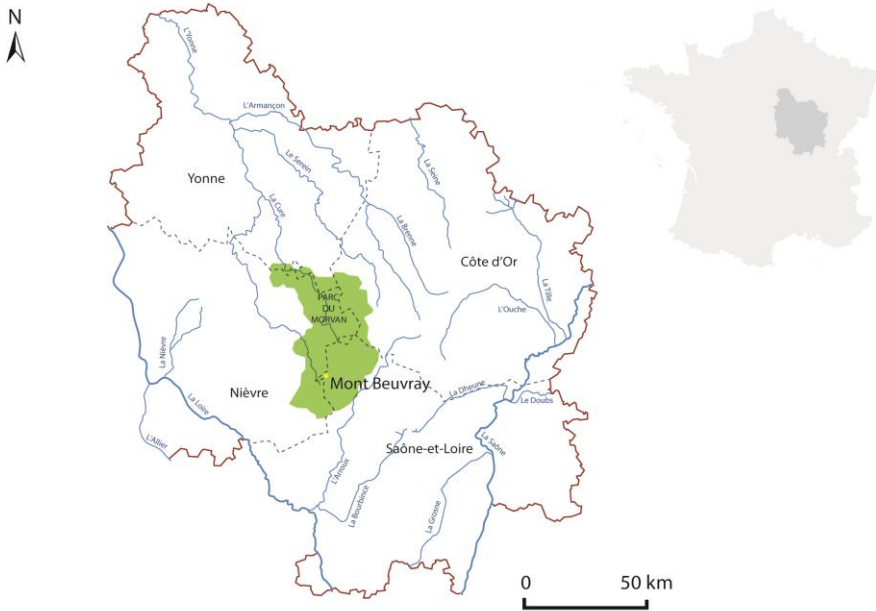 N
L'Yonne
L'Armançon
Le Serein
La Seine
Yonne
La Cure
La Brenne
Côte d'Or
La Tille
PARC
DU
MORVAN
L'Ouche
La Nièvre
Mont Beuvray
Nièvre
La Dheune
Le Doubs
La Loire
L'Allier
Saône-et-Loire
La Saône
L'Arroux
La Bourbince
La Grosne
0 50 km